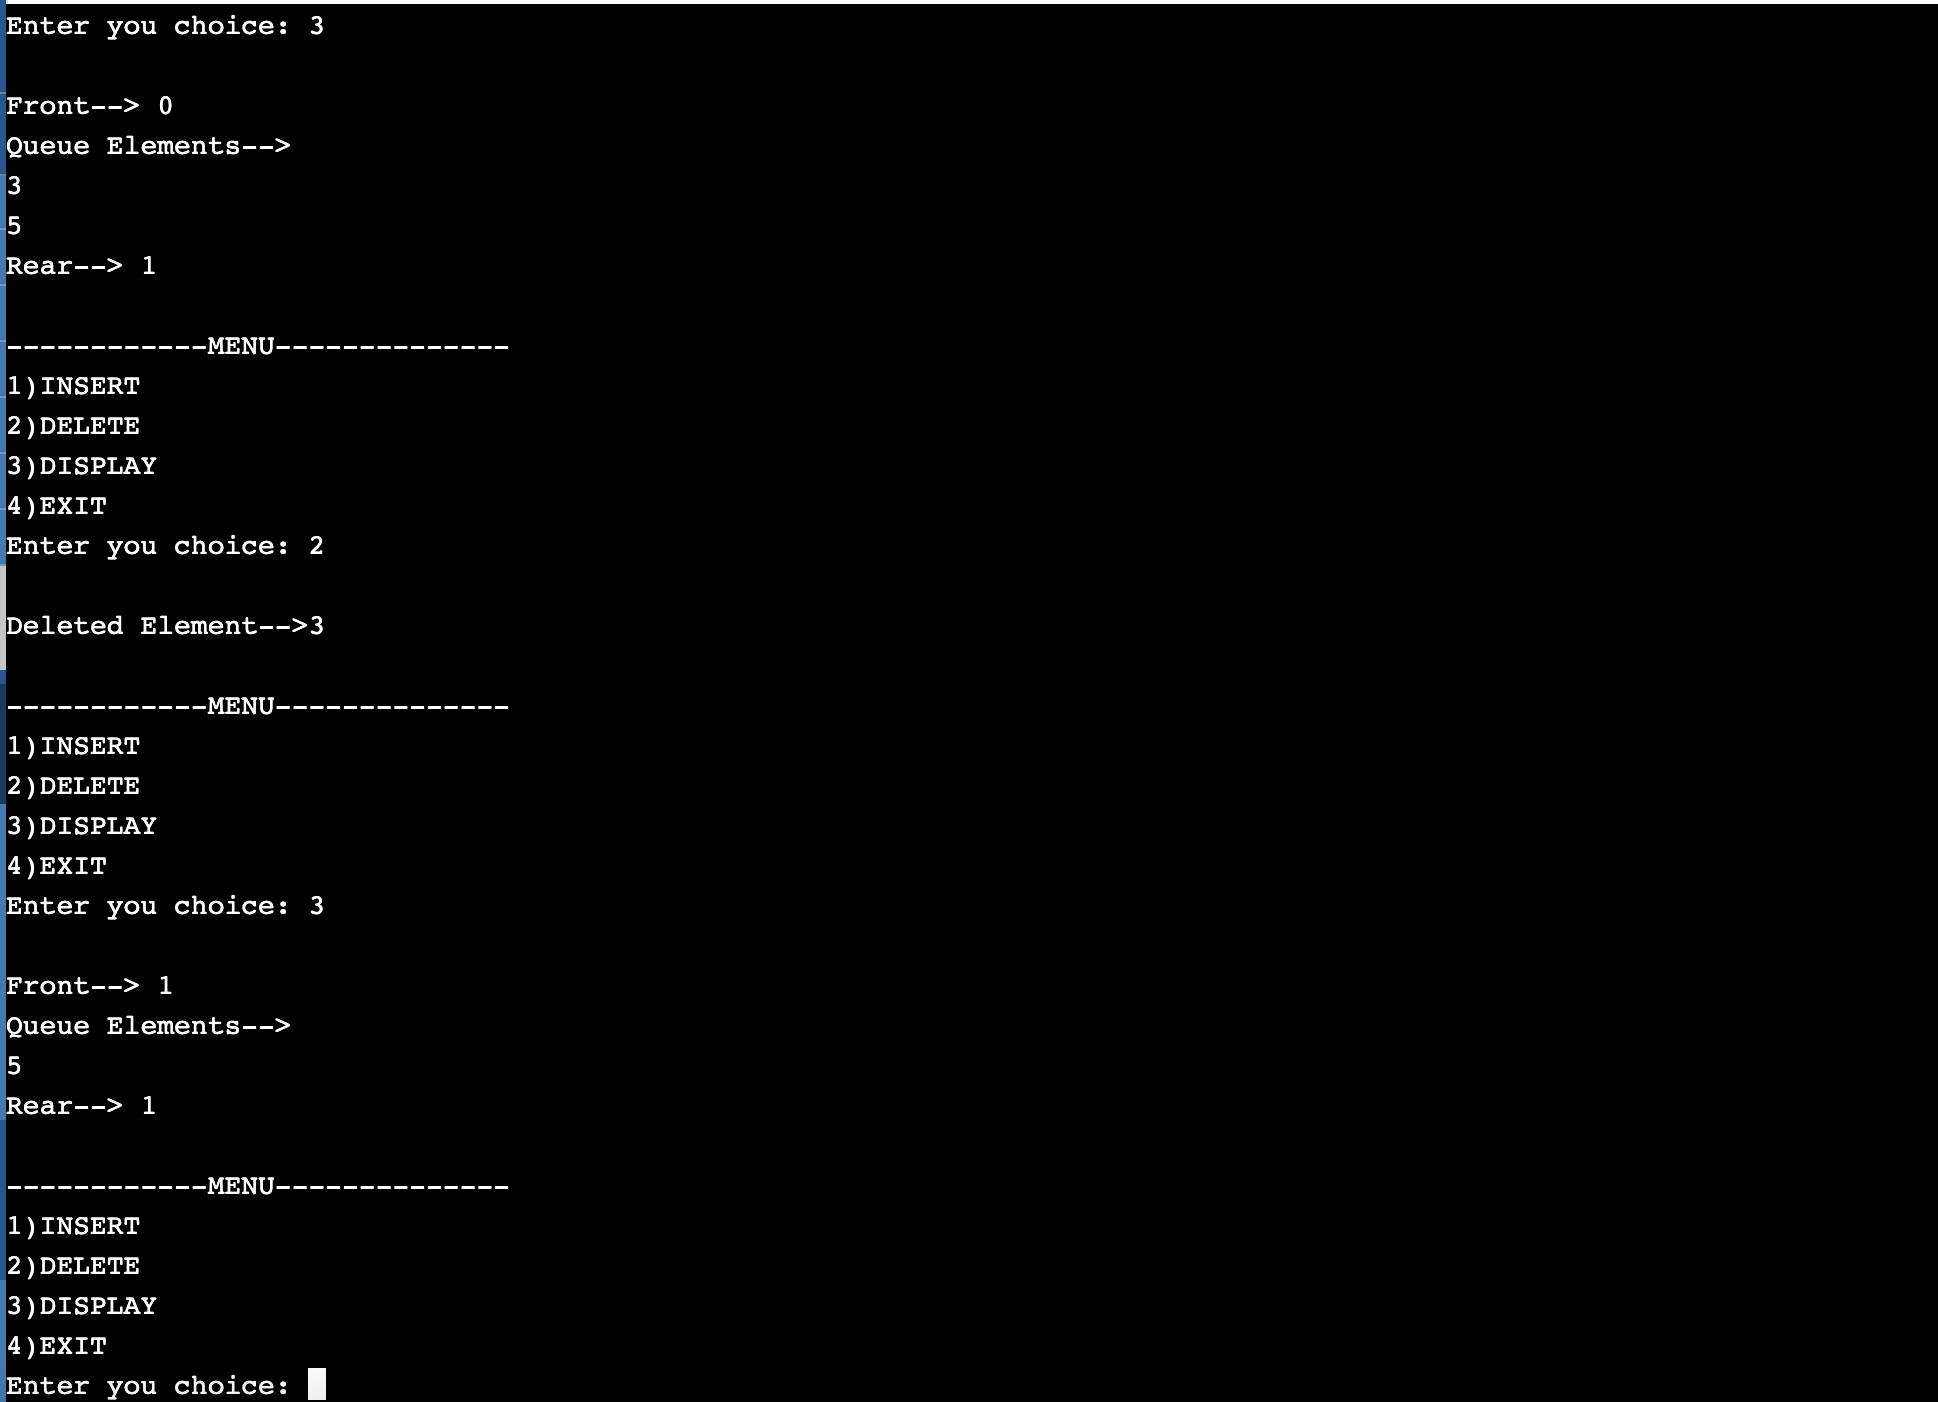 Enter you choice: 3
Front--> 0
Queue Elements-->
3
5
Rear--> 1
------------MENU--------------
1)INSERT
2)DELETE
3)DISPLAY
4)EXIT
Enter you choice: 2
Deleted Element-->3
------------MENU--------------
1)INSERT
2)DELETE
3)DISPLAY
4)EXIT
Enter you choice: 3
Front--> 1
Queue Elements-->
5
Rear--> 1
------------MENU--------------
1)INSERT
2)DELETE
3)DISPLAY
4)EXIT
Enter you choice: